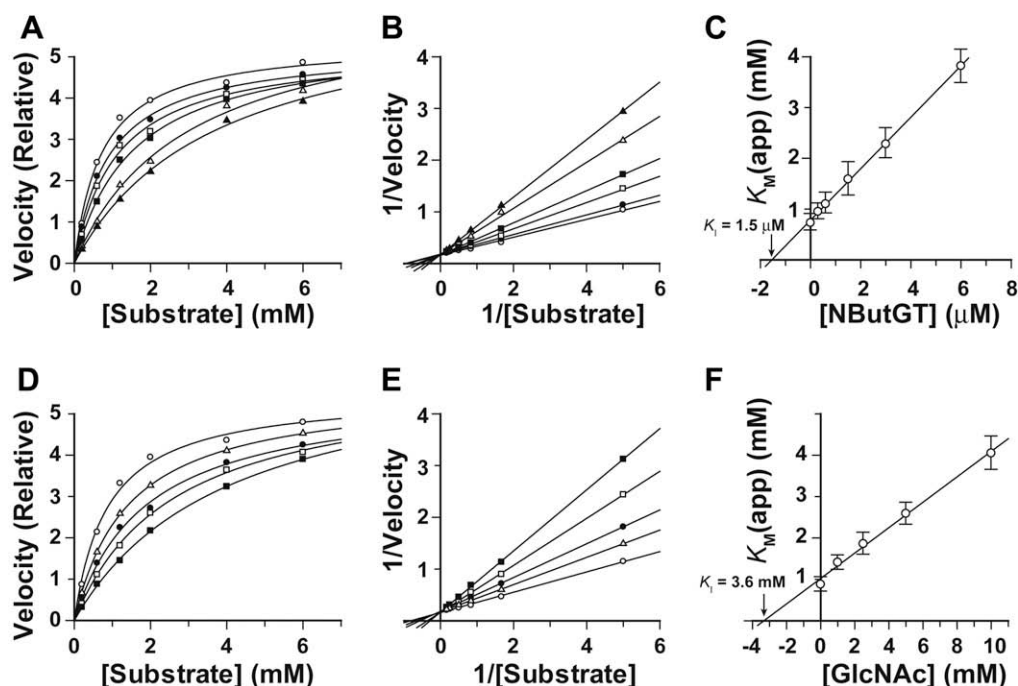 A
Velocity (Relative)
5
4
3
2
1
0
0 2 4 6
[Substrate] (mM)
B
1/Velocity
4
3
2
1
0 2 4 6
1/[Substrate]
C
K_M(app) (mM)
4
2
1
K_I = 1.5 μM
-2 0 2 4 6 8
[NButGT] (μM)
D
Velocity (Relative)
5
4
3
2
1
0
0 2 4 6
[Substrate] (mM)
E
1/Velocity
4
3
2
1
0 2 4 6
1/[Substrate]
F
K_M(app) (mM)
4
3
2
1
K_I = 3.6 mM
-4 -2 0 2 4 6 8 10
[GlcNAc] (mM)